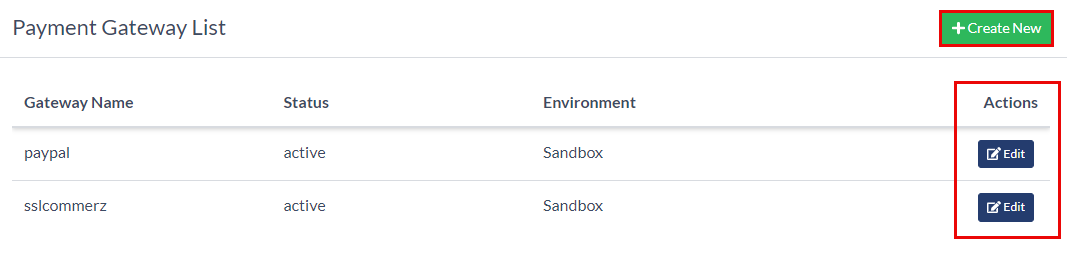 Payment Gateway List
Create New
Gateway Name Status Environment Actions
paypal active Sandbox Edit
sslcommerz active Sandbox Edit